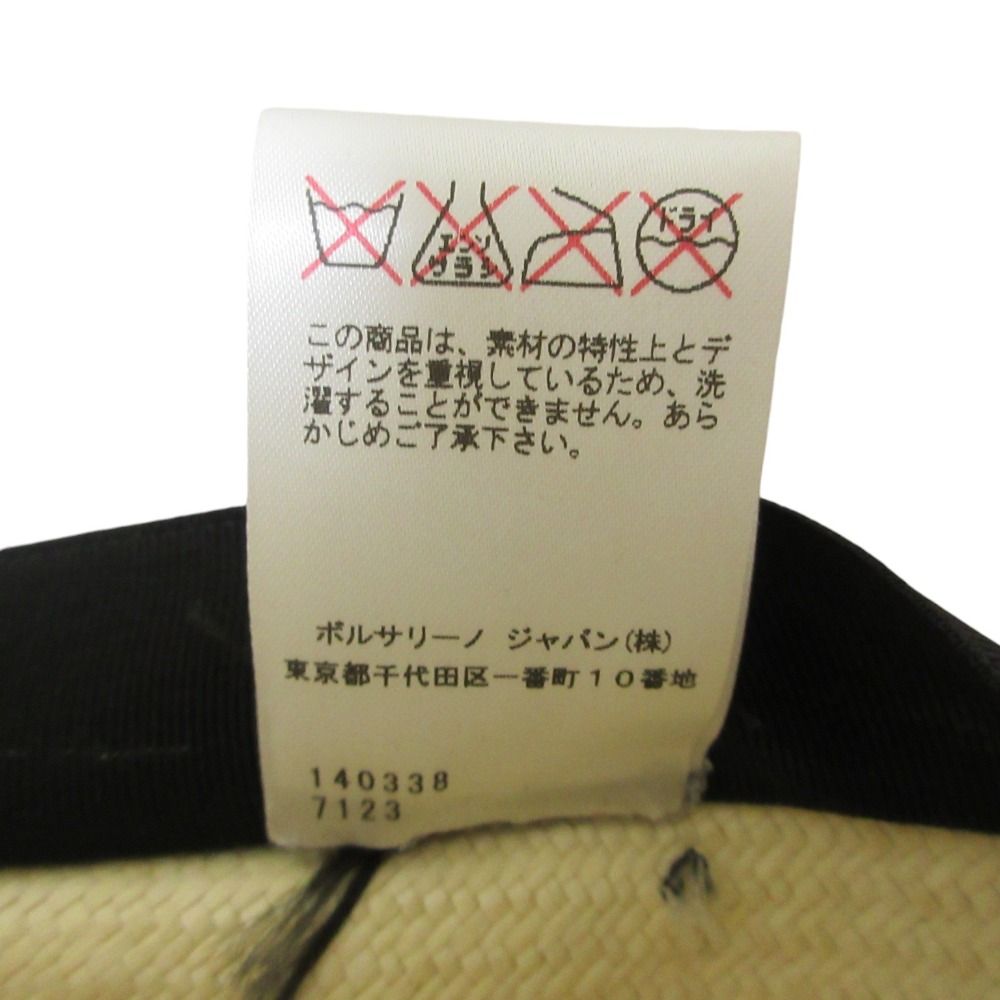 エンソ
サラシ
ドライ
この商品は、素材の特性上とデ
ザインを重視しているため、洗
濯することができません。あら
かじめご了承下さい。
ボルサリーノ ジャパン(株)
東京都千代田区一番町10番地
140338
7123